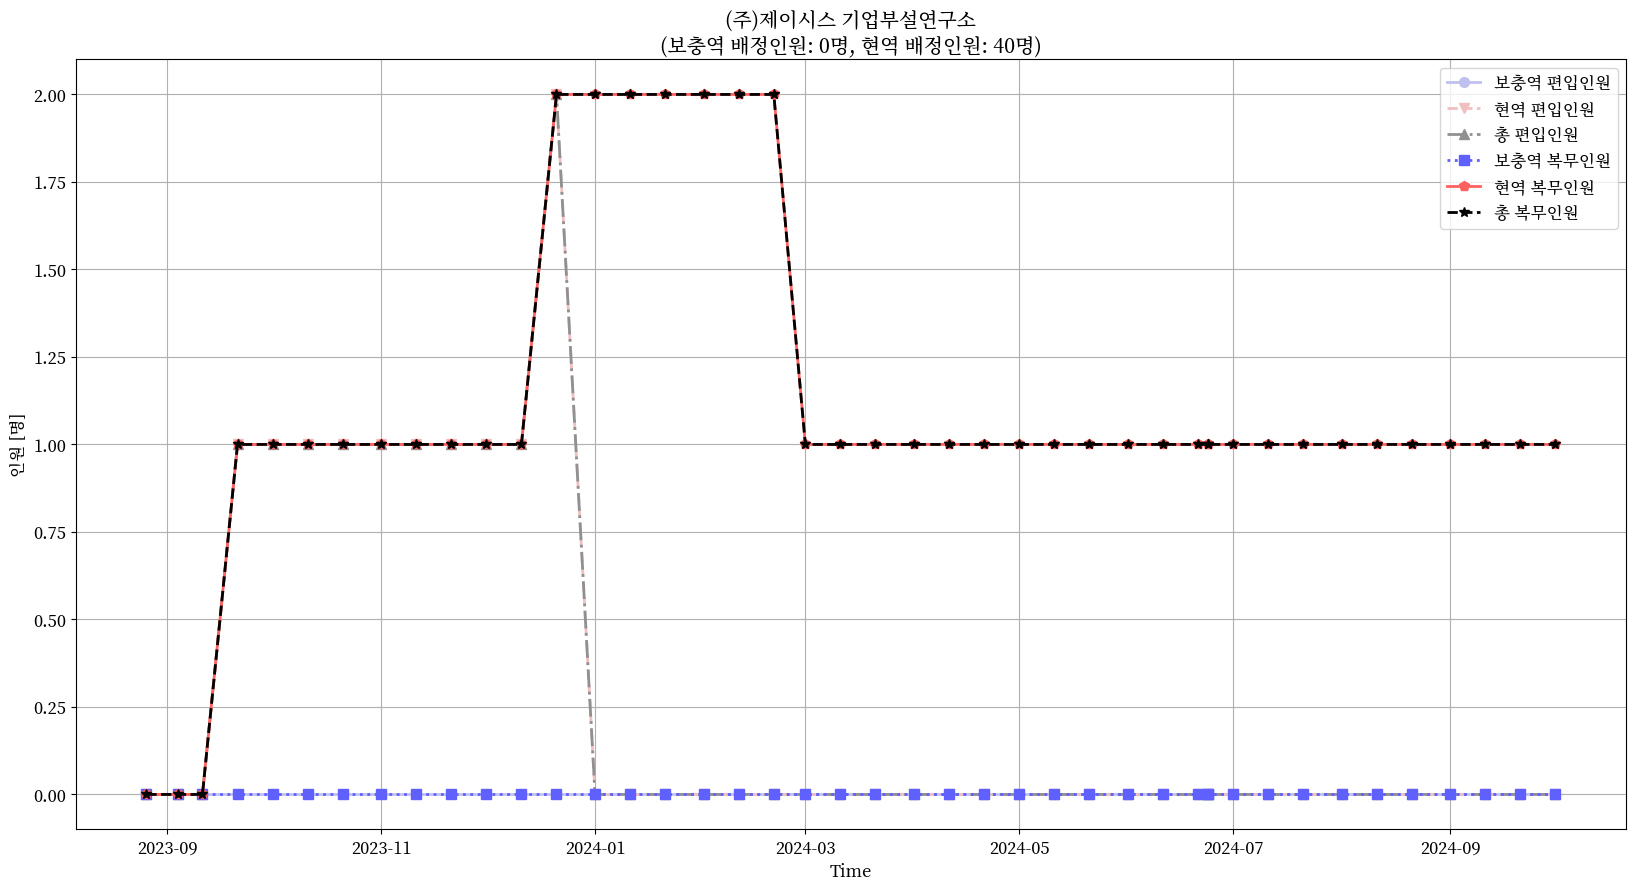 (주)제이시스 기업부설연구소
(보충역 배정인원: 0명, 현역 배정인원: 40명)
보충역 편입인원
현역 편입인원
총 편입인원
보충역 복무인원
현역 복무인원
총 복무인원
인원 [명]
2.00
1.75
1.50
1.25
1.00
0.75
0.50
0.25
0.00
2023-09
2023-11
2024-01
2024-03
2024-05
2024-07
2024-09
Time